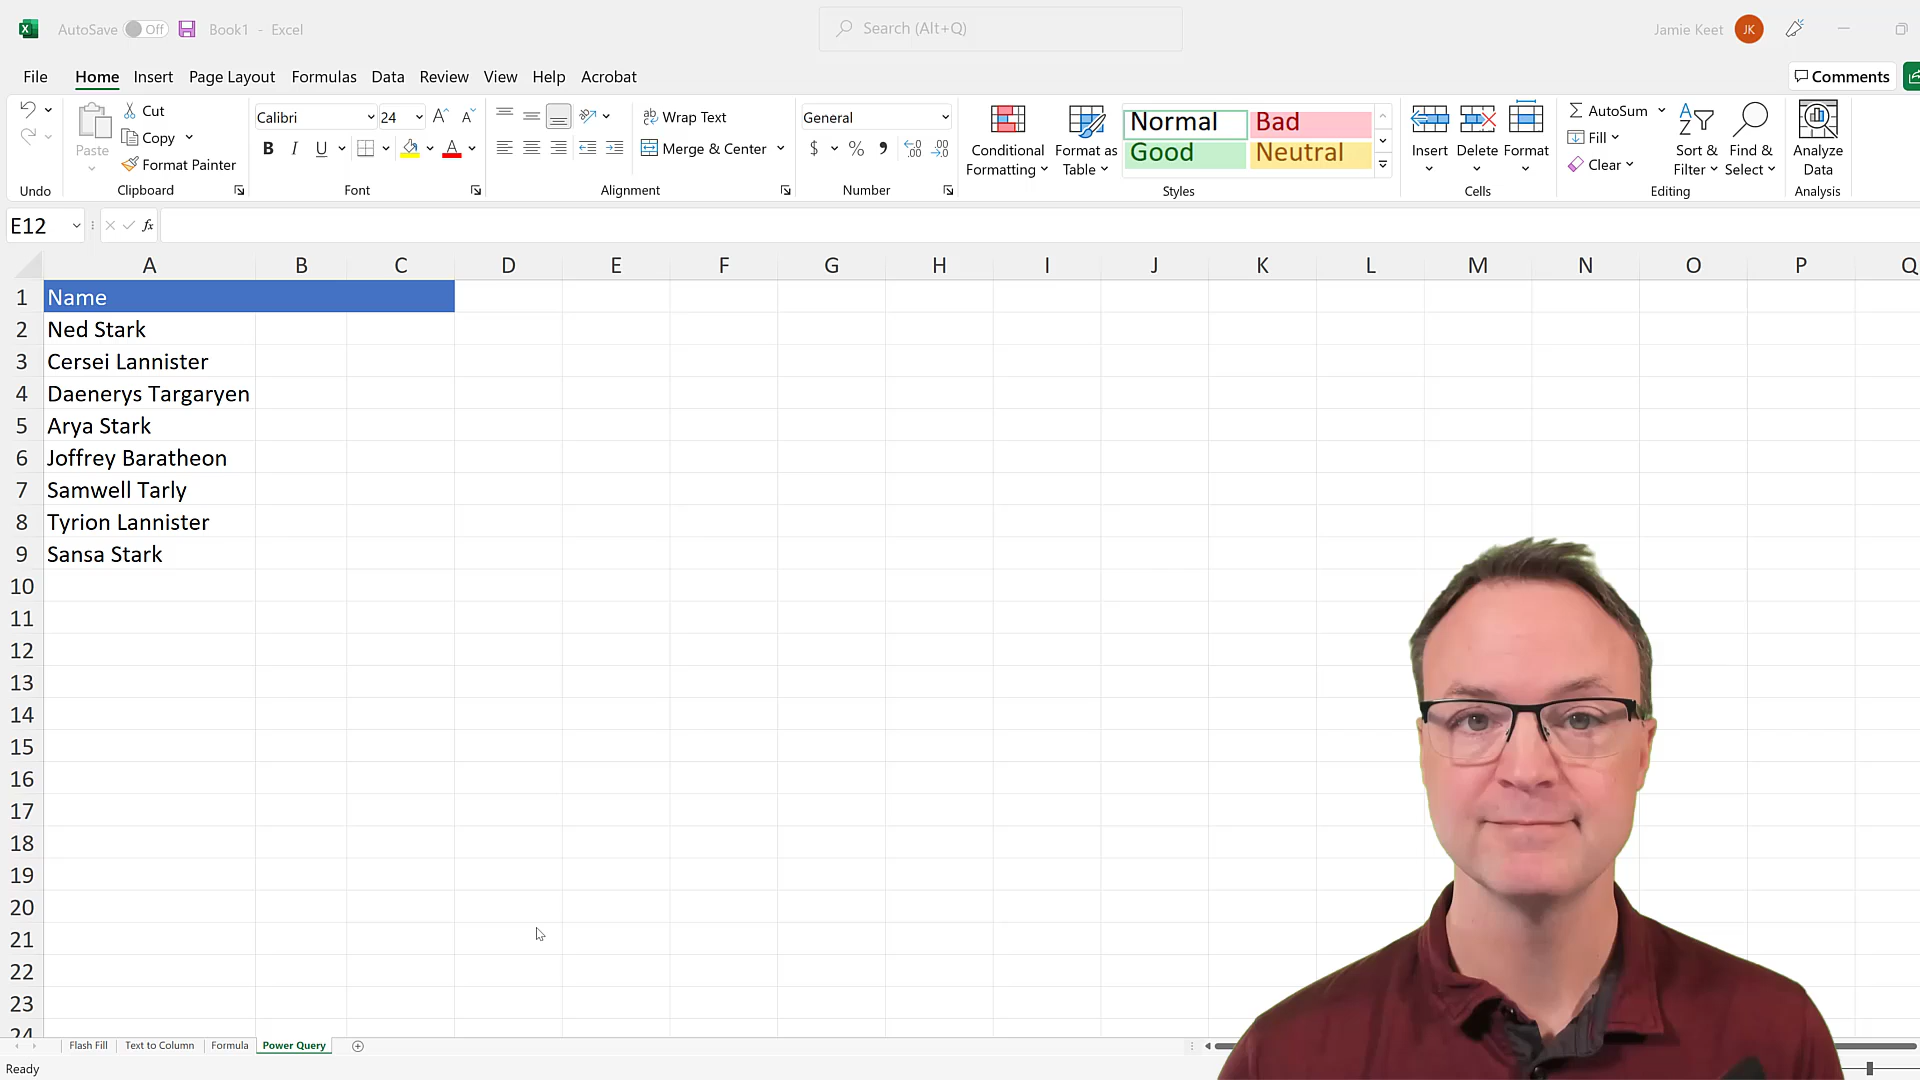 AutoSave Off Book1 - Excel Search (Alt+Q) Jamie Keet JK
File Home Insert Page Layout Formulas Data Review View Help Acrobat Comments
Paste Cut Copy Format Painter
Calibri 24
B I U A
Wrap Text
Merge & Center
General
$ % 9
Conditional Formatting
Format as Table
Normal Bad
Good Neutral
Insert Delete Format
AutoSum
Fill
Clear
Sort & Filter
Find & Select
Analyze Data
Undo Clipboard Font Alignment Number Styles Cells Editing Analysis
E12 fx
A B C D E F G H I J K L M N O P Q
1 Name
2 Ned Stark
3 Cersei Lannister
4 Daenerys Targaryen
5 Arya Stark
6 Joffrey Baratheon
7 Samwell Tarly
8 Tyrion Lannister
9 Sansa Stark
10
11
12
13
14
15
16
17
18
19
20
21
22
23
24
Flash Fill Text to Column Formula Power Query
Ready